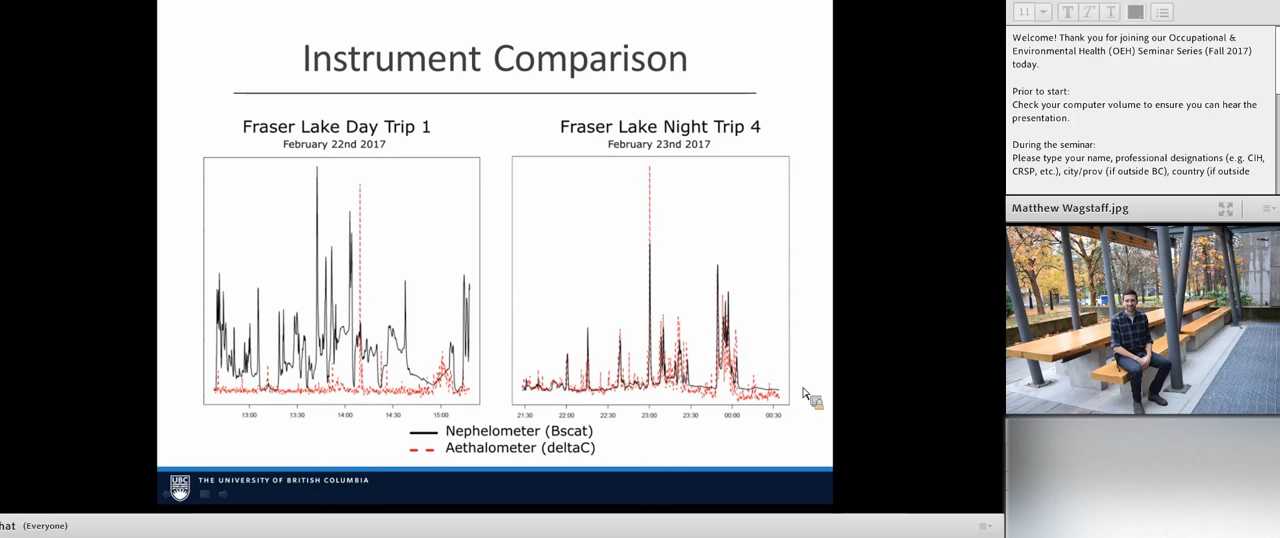 Instrument Comparison
Fraser Lake Day Trip 1
February 22nd 2017
Fraser Lake Night Trip 4
February 23nd 2017
13:00 13:30 14:00 14:30 15:00
21:30 22:00 22:30 23:00 23:30 00:00 00:30
Nephelometer (Bscat)
Aethalometer (deltaC)
UBC
THE UNIVERSITY OF BRITISH COLUMBIA
hat (Everyone)
11 T T T
Welcome! Thank you for joining our Occupational &
Environmental Health (OEH) Seminar Series (Fall 2017)
today.
Prior to start:
Check your computer volume to ensure you can hear the
presentation.
During the seminar:
Please type your name, professional designations (e.g. CIH,
CRSP, etc.), city/prov (if outside BC), country (if outside
Matthew Wagstaff.jpg